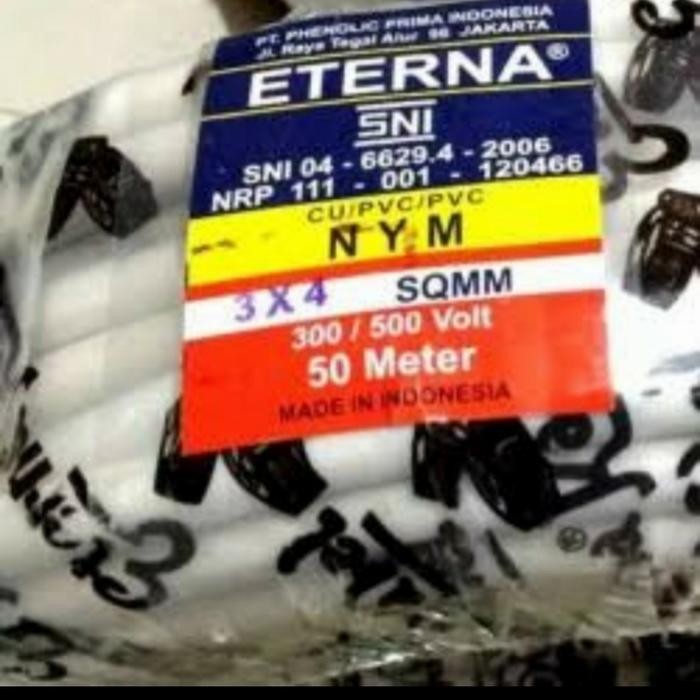 PT. PHENOLIC PRIMA INDONESIA
Jl. Raya Tegal Alur 98 JAKARTA
ETERNA®
SNI
SNI 04 - 6629.4 - 2006
NRP 111 - 001 - 120466
CU/PVC/PVC
NYM
3 X 4 SQMM
300 / 500 Volt
50 Meter
MADE IN INDONESIA